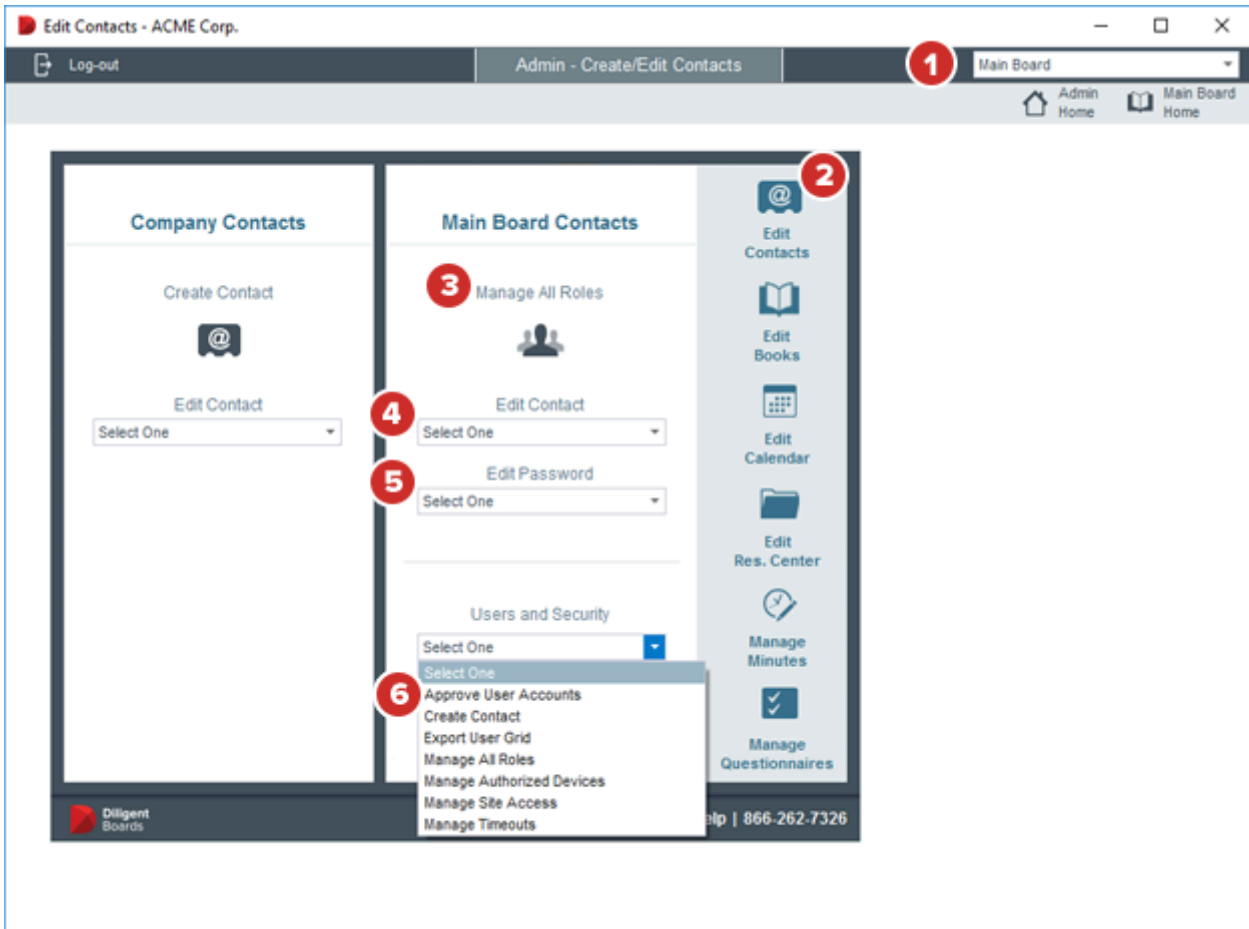 Edit Contacts - ACME Corp.
Log-out
Admin - Create/Edit Contacts
1
Main Board
Admin
Home
Main Board
Home
Company Contacts
Create Contact
@
Edit Contact
Select One
Main Board Contacts
3
Manage All Roles
4
Edit Contact
Select One
5
Edit Password
Select One
Users and Security
Select One
Select One
6
Approve User Accounts
Create Contact
Export User Grid
Manage All Roles
Manage Authorized Devices
Manage Site Access
Manage Timeouts
2
@
Edit
Contacts
Edit
Books
Edit
Calendar
Edit
Res. Center
Manage
Minutes
Manage
Questionnaires
Diligent
Boards
elp | 866-262-7326